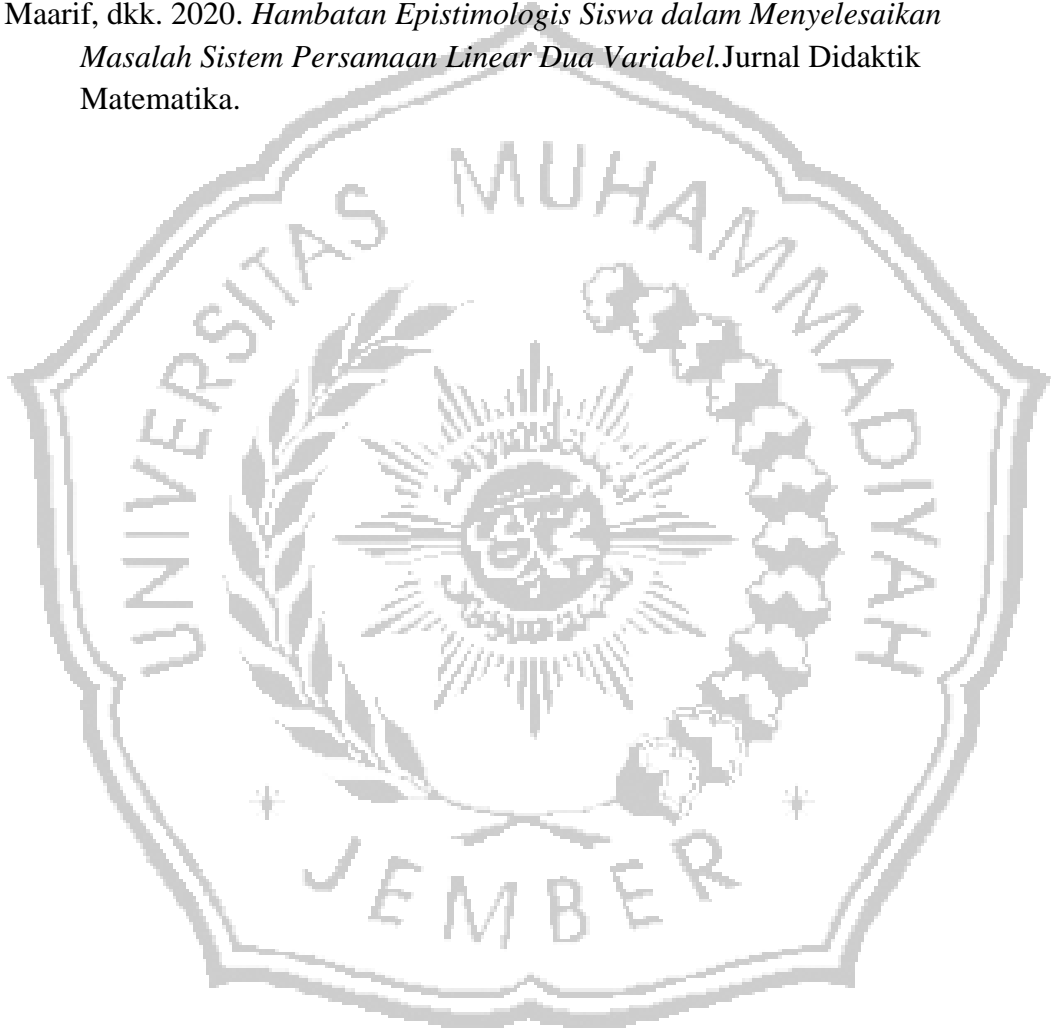 Maarif, dkk. 2020. Hambatan Epistimologis Siswa dalam Menyelesaikan
Masalah Sistem Persamaan Linear Dua Variabel.Jurnal Didaktik
Matematika.
UNIVERSITAS MUHAMMADIYAH
JEMBER